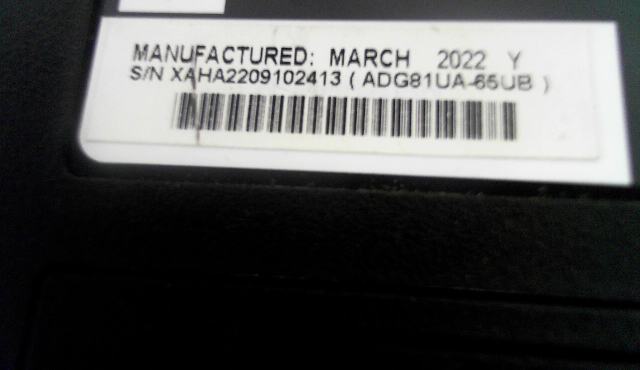 MANUFACTURED: MARCH 2022 Y
S/N XAHA2209102413 ( ADG81UA-65UB )